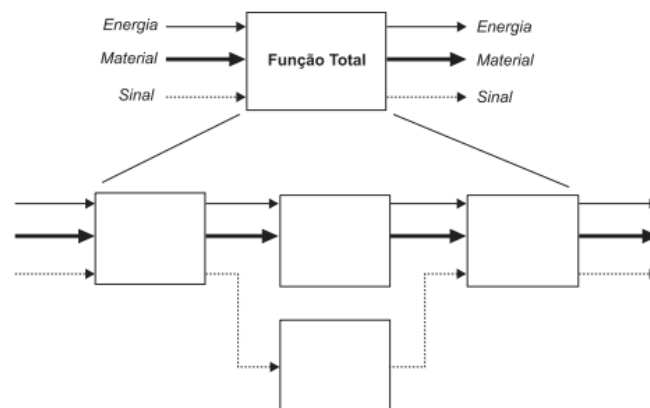 Energia
Energia
Material
Função Total
Material
Sinal
Sinal